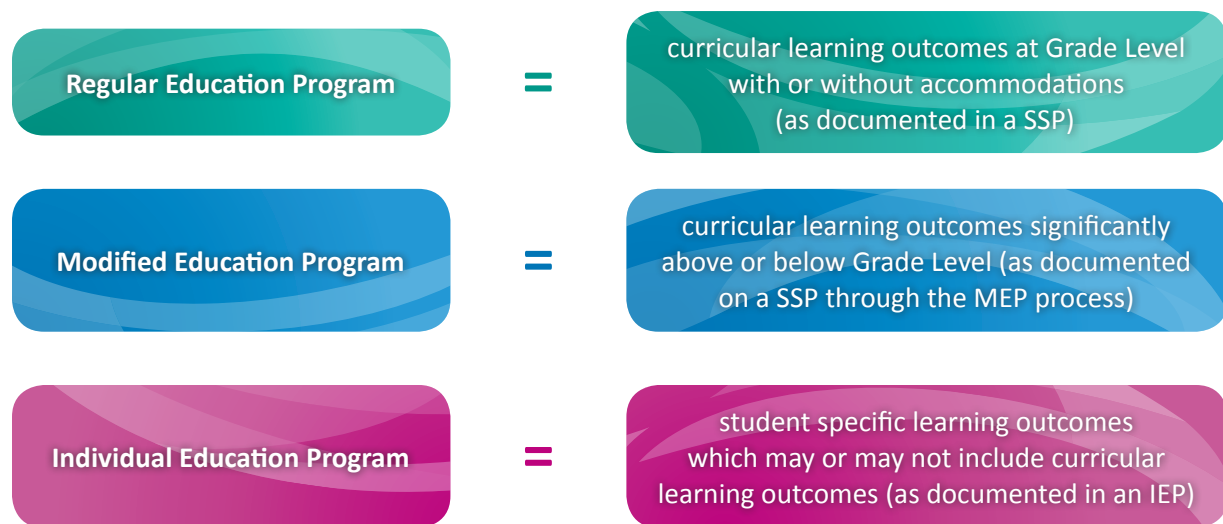 Regular Education Program
=
curricular learning outcomes at Grade Level
with or without accommodations
(as documented in a SSP)
Modified Education Program
=
curricular learning outcomes significantly
above or below Grade Level (as documented
on a SSP through the MEP process)
Individual Education Program
=
student specific learning outcomes
which may or may not include curricular
learning outcomes (as documented in an IEP)